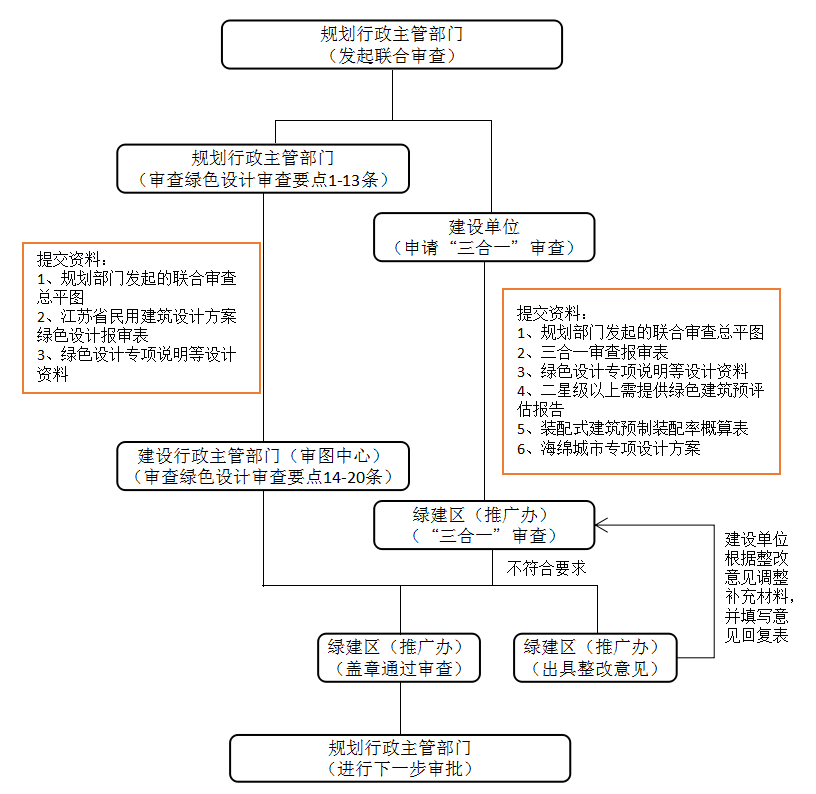 规划行政主管部门
（发起联合审查）
规划行政主管部门
（审查绿色设计审查要点1-13条）
建设单位
（申请“三合一”审查）
提交资料：
1、规划部门发起的联合审查
总平图
2、江苏省民用建筑设计方案
绿色设计报审表
3、绿色设计专项说明等设计
资料
提交资料：
1、规划部门发起的联合审查总平图
2、三合一审查报审表
3、绿色设计专项说明等设计资料
4、二星级以上需提供绿色建筑预评
估报告
5、装配式建筑预制装配率概算表
6、海绵城市专项设计方案
建设行政主管部门（审图中心）
（审查绿色设计审查要点14-20条）
绿建区（推广办）
（“三合一”审查）
不符合要求
建设单位
根据整改
意见调整
补充材料，
并填写意
见回复表
绿建区（推广办）
（盖章通过审查）
绿建区（推广办）
（出具整改意见）
规划行政主管部门
（进行下一步审批）